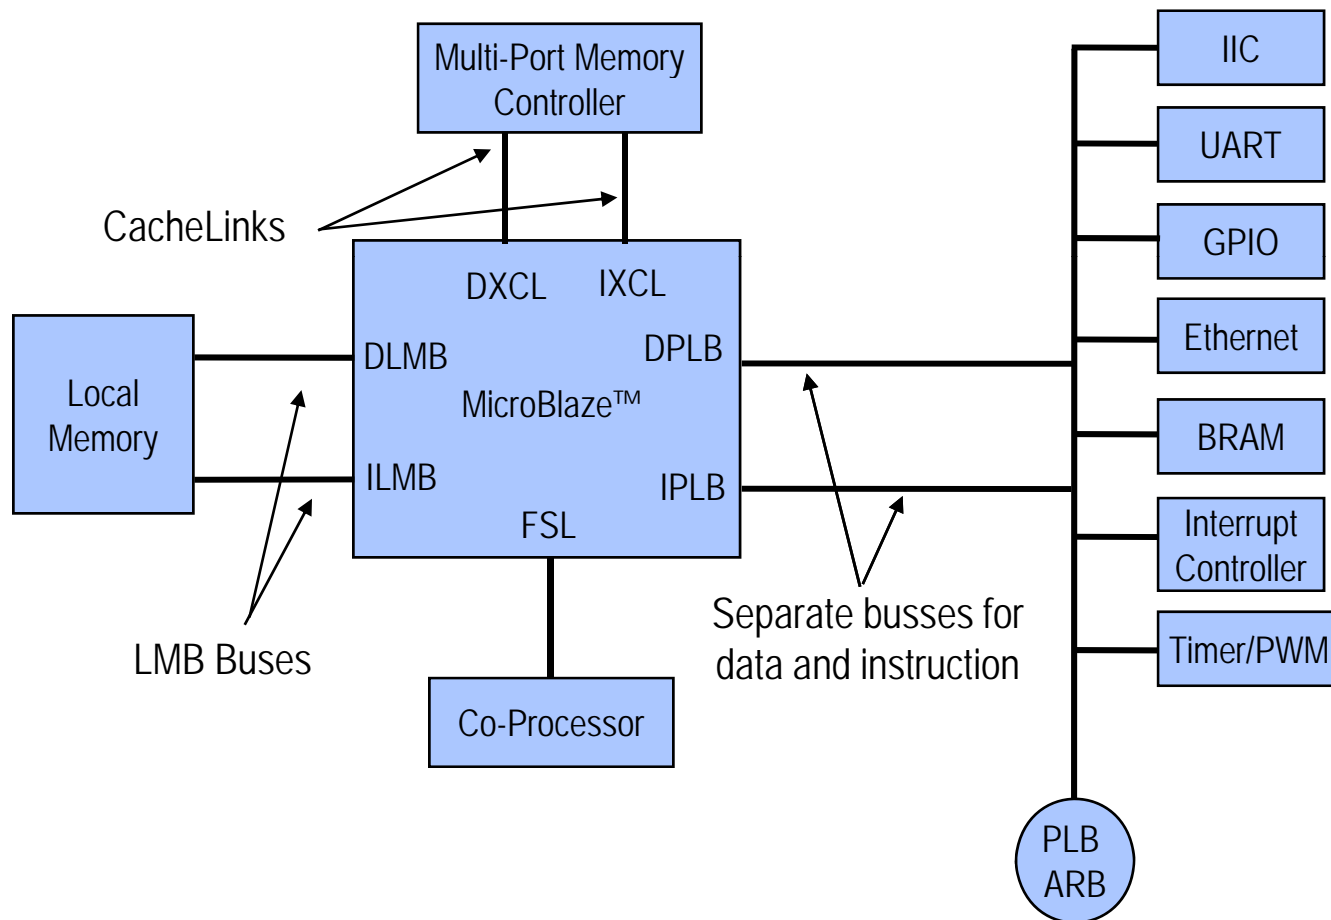 Multi-Port Memory
Controller
CacheLinks
DXCL
IXCL
DLMB
DPLB
Local
Memory
MicroBlaze™
ILMB
IPLB
FSL
LMB Buses
Separate busses for
data and instruction
Co-Processor
IIC
UART
GPIO
Ethernet
BRAM
Interrupt
Controller
Timer/PWM
PLB
ARB